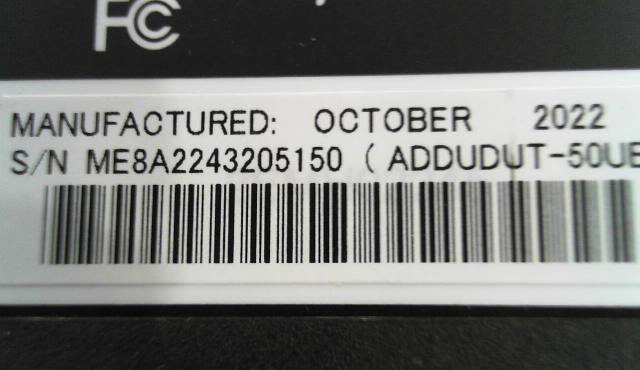 FC
MANUFACTURED: OCTOBER 2022
S/N ME8A2243205150 ( ADDUDUT-50UE